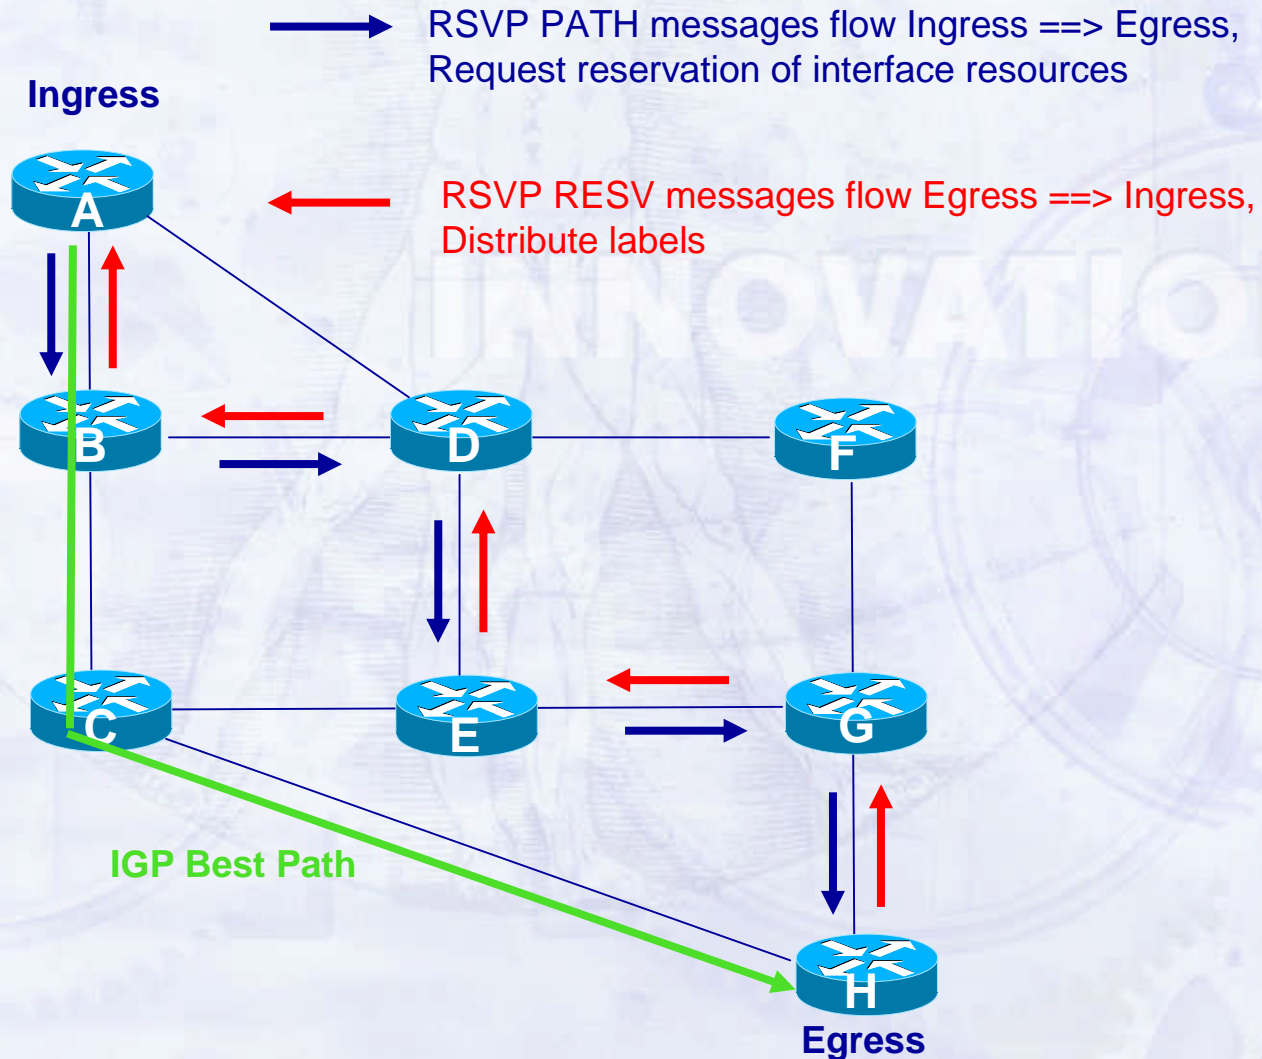 RSVP PATH messages flow Ingress ==> Egress,
Request reservation of interface resources
Ingress
RSVP RESV messages flow Egress ==> Ingress,
Distribute labels
INNOVATIO
A
B
D
F
C
E
G
IGP Best Path
H
Egress